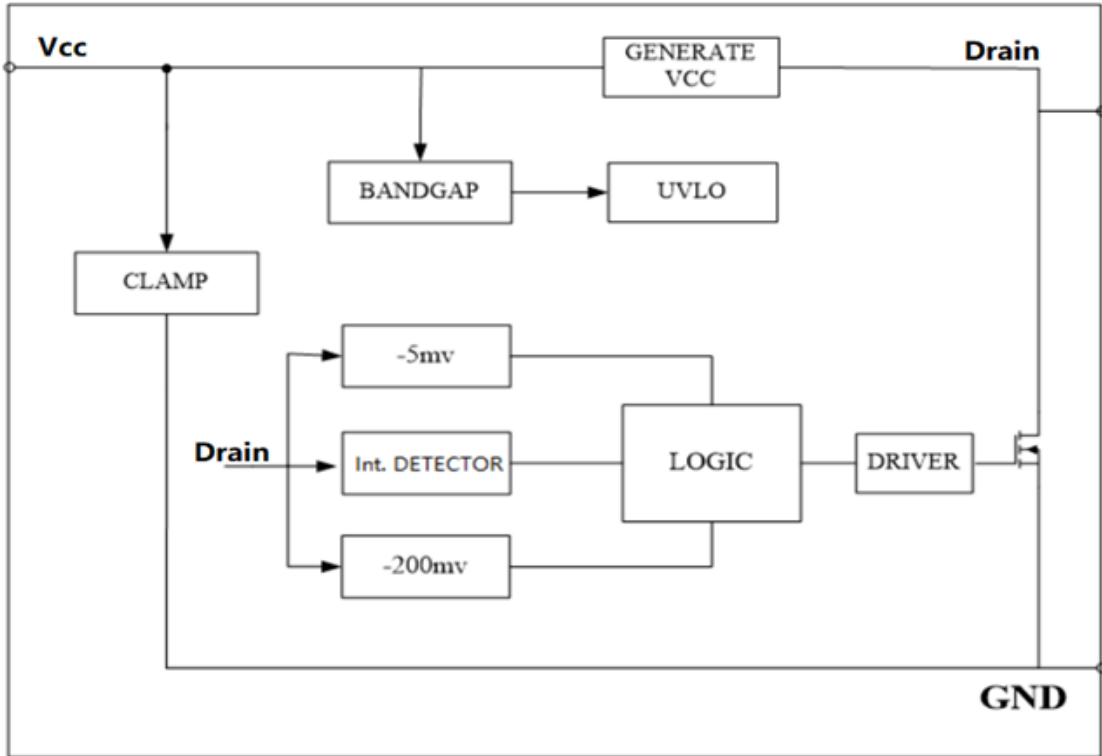 Vcc
GENERATE
VCC
Drain
BANDGAP
UVLO
CLAMP
-5mv
Drain
Int. DETECTOR
LOGIC
DRIVER
-200mv
GND